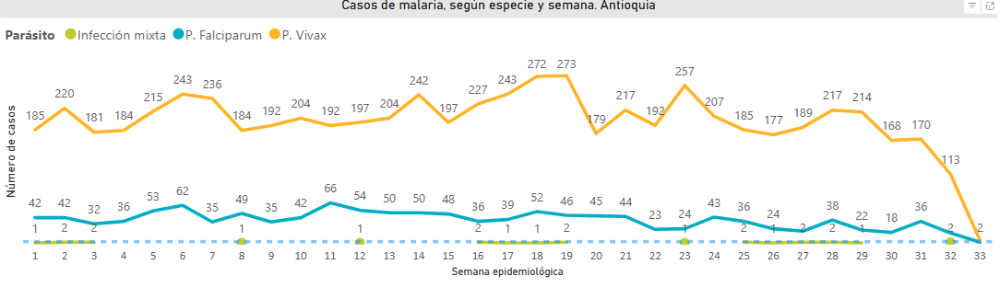 Casos de malaria, según especie y semana. Antioquia
Parásito Infección mixta P. Falciparum P. Vivax
Número de casos
185 220 181 184 215 243 236 184 192 204 192 197 204 242 197 227 243 272 273 179 217 192 257 207 185 177 189 217 214 168 170 113 2
42 42 32 36 53 62 35 49 35 42 66 54 50 50 48 36 39 52 46 45 44 23 24 43 36 24 2 38 22 18 36 2
1 2 2 1 1 2 1 1 2 1 2 1 2 2 1
1 2 3 4 5 6 7 8 9 10 11 12 13 14 15 16 17 18 19 20 21 22 23 24 25 26 27 28 29 30 31 32 33
Semana epidemiológica